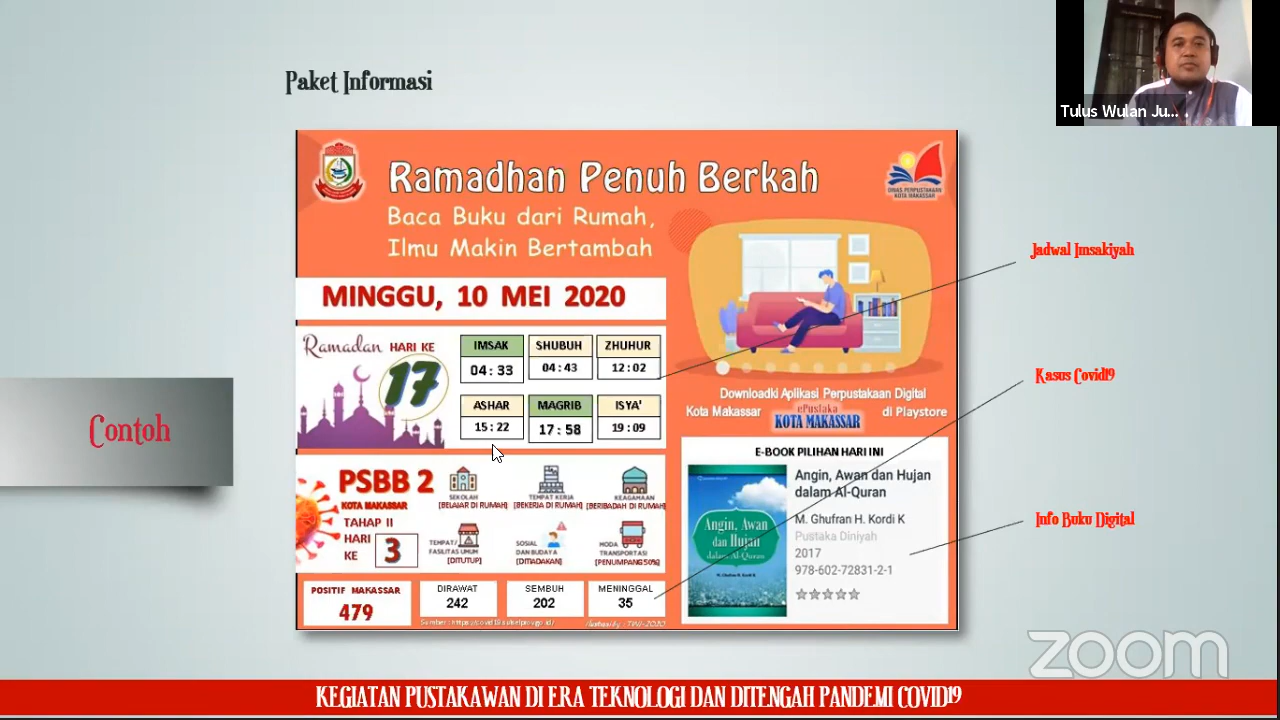 Paket Informasi
Tulus Wulan Ju...
Ramadhan Penuh Berkah
DINAS PERPUSTAKAAN
KOTA MAKASSAR
Baca Buku dari Rumah,
Ilmu Makin Bertambah
MINGGU, 10 MEI 2020
Ramadan HARI KE
17
IMSAK SHUBUH ZHUHUR
04 : 33 04 : 43 12 : 02
ASHAR MAGRIB ISYA'
15 : 22 17 : 58 19 : 09
PSBB 2
KOTA MAKASSAR
TAHAP II
HARI
KE 3
SEKOLAH
[BELAJAR DI RUMAH]
TEMPAT KERJA
[BEKERJA DI RUMAH]
KEAGAMAAN
[BERIBADAH DI RUMAH]
TEMPAT/
FASILITAS UMUM
[DITUTUP]
SOSIAL
DAN BUDAYA
[DITIADAKAN]
MODA
TRANSPORTASI
[PENUMPANG 50%]
POSITIF MAKASSAR
479
DIRAWAT
242
SEMBUH
202
MENINGGAL
35
Downloadki Aplikasi Perpustakaan Digital
Kota Makassar ePustaka di Playstore
KOTA MAKASSAR
E-BOOK PILIHAN HARI INI
Angin, Awan
dan Hujan
dalam Al-Quran
Angin, Awan dan Hujan
dalam Al-Quran
M. Ghufran H. Kordi K
Pustaka Diniyah
2017
978-602-72831-2-1
Jadwal Imsakiyah
Kasus Covid19
Info Buku Digital
Contoh
zoom
KEGIATAN PUSTAKAWAN DI ERA TEKNOLOGI DAN DITENGAH PANDEMI COVID19